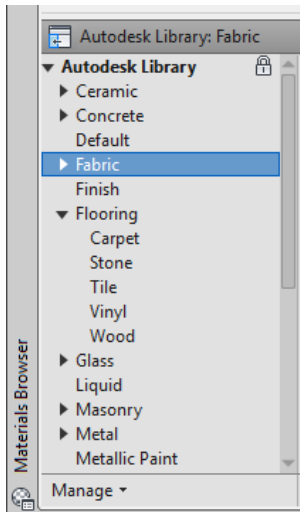 Autodesk Library: Fabric
Autodesk Library
Ceramic
Concrete
Default
Fabric
Finish
Flooring
Carpet
Stone
Tile
Vinyl
Wood
Glass
Liquid
Masonry
Metal
Metallic Paint
Manage
Materials Browser